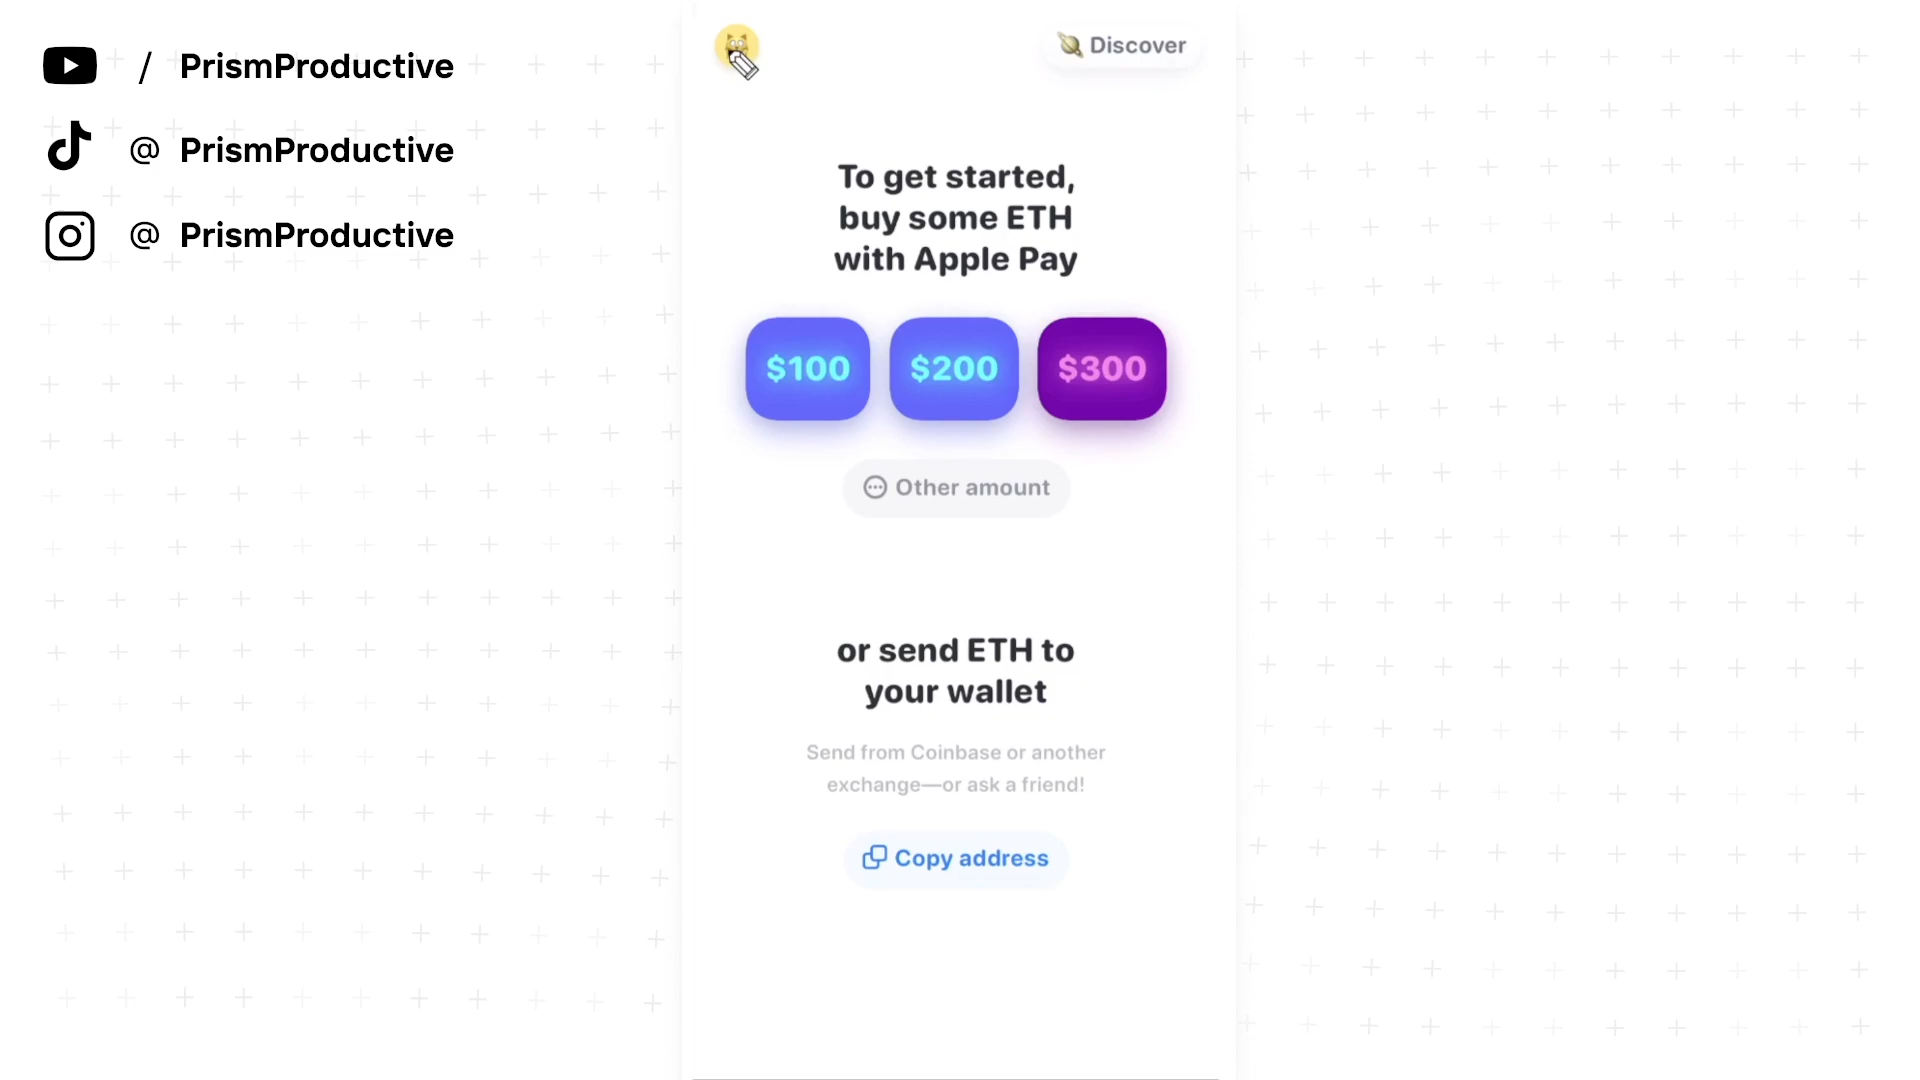 / PrismProductive
@ PrismProductive
@ PrismProductive
Discover
To get started,
buy some ETH
with Apple Pay
$100 $200 $300
Other amount
or send ETH to
your wallet
Send from Coinbase or another
exchange—or ask a friend!
Copy address